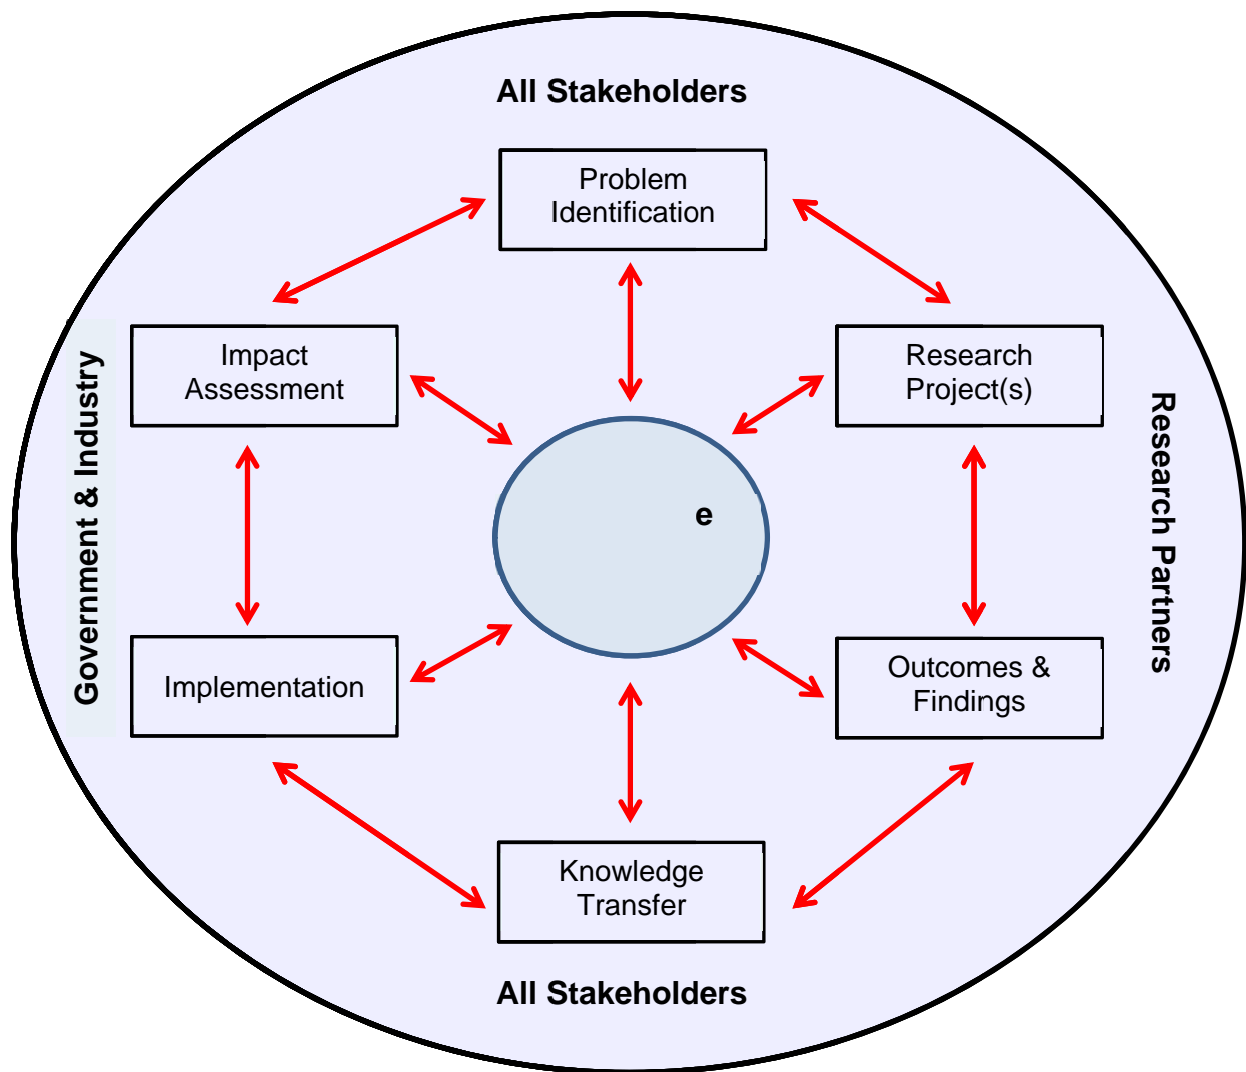 All Stakeholders
Problem
Identification
Impact
Assessment
Research
Project(s)
Government & Industry
Research Partners
e
Implementation
Outcomes &
Findings
Knowledge
Transfer
All Stakeholders